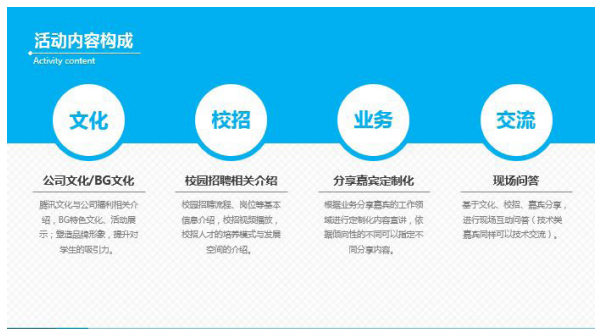 活动内容构成
Activity content
文化
校招
业务
交流
公司文化/BG文化
腾讯文化与公司福利相关介
绍，BG特色文化、活动展
示；塑造品牌形象，提升对
学生的吸引力。
校园招聘相关介绍
校园招聘流程、岗位等基本
信息介绍，校招视频播放，
校招人才的培养模式与发展
空间的介绍。
分享嘉宾定制化
根据业务分享嘉宾的工作领
域进行定制化内容宣讲，依
据倾向性的不同可以指定不
同分享内容。
现场问答
基于文化、校招、嘉宾分享，
进行现场互动问答（技术类
嘉宾同样可以技术交流）。